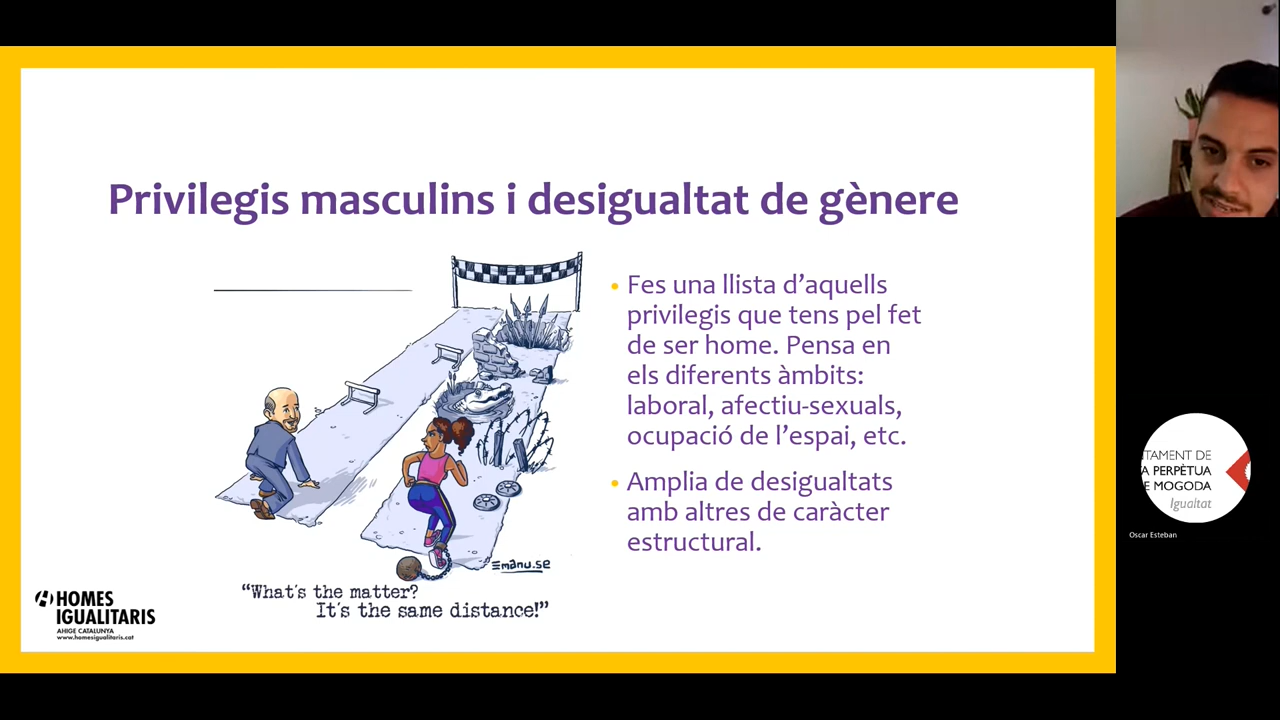 Privilegis masculins i desigualtat de gènere
• Fes una llista d’aquells
privilegis que tens pel fet
de ser home. Pensa en
els diferents àmbits:
laboral, afectiu-sexuals,
ocupació de l’espai, etc.
• Amplia de desigualtats
amb altres de caràcter
estructural.
emanu.se
“What's the matter?
It's the same distance!”
HOMES
IGUALITARIS
AHIGE CATALUNYA
www.homesigualitaris.cat
NTAMENT DE
A PERPÈTUA
E MOGODA
Igualtat
Oscar Esteban